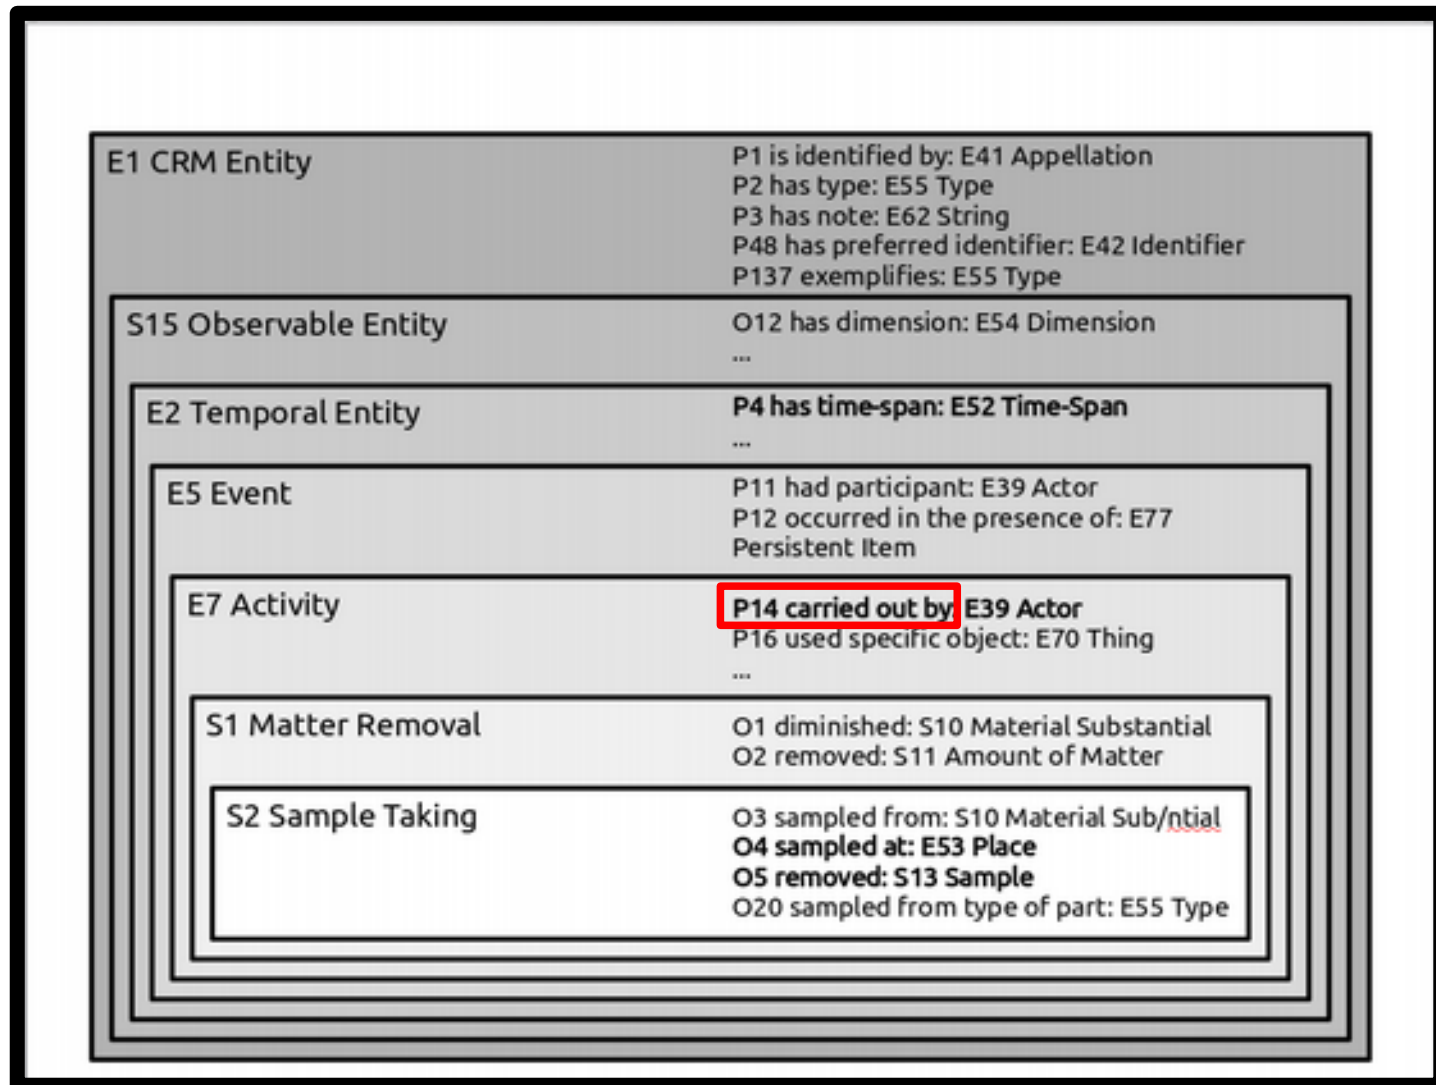 E1 CRM Entity
P1 is identified by: E41 Appellation
P2 has type: E55 Type
P3 has note: E62 String
P48 has preferred identifier: E42 Identifier
P137 exemplifies: E55 Type
S15 Observable Entity
O12 has dimension: E54 Dimension
...
E2 Temporal Entity
P4 has time-span: E52 Time-Span
...
E5 Event
P11 had participant: E39 Actor
P12 occurred in the presence of: E77
Persistent Item
E7 Activity
P14 carried out by: E39 Actor
P16 used specific object: E70 Thing
...
S1 Matter Removal
O1 diminished: S10 Material Substantial
O2 removed: S11 Amount of Matter
S2 Sample Taking
O3 sampled from: S10 Material Sub/ntial
O4 sampled at: E53 Place
O5 removed: S13 Sample
O20 sampled from type of part: E55 Type